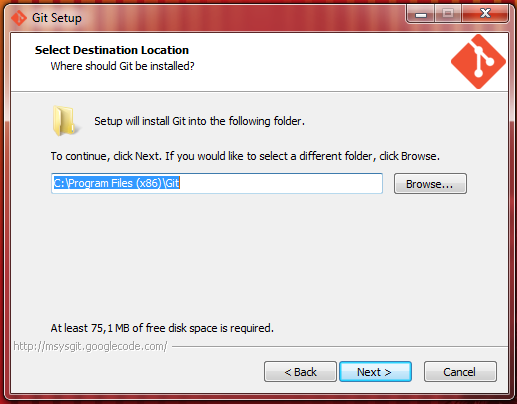 Git Setup
Select Destination Location
Where should Git be installed?
Setup will install Git into the following folder.
To continue, click Next. If you would like to select a different folder, click Browse.
C:\Program Files (x86)\Git
Browse...
At least 75,1 MB of free disk space is required.
http://msysgit.googlecode.com/
< Back
Next >
Cancel